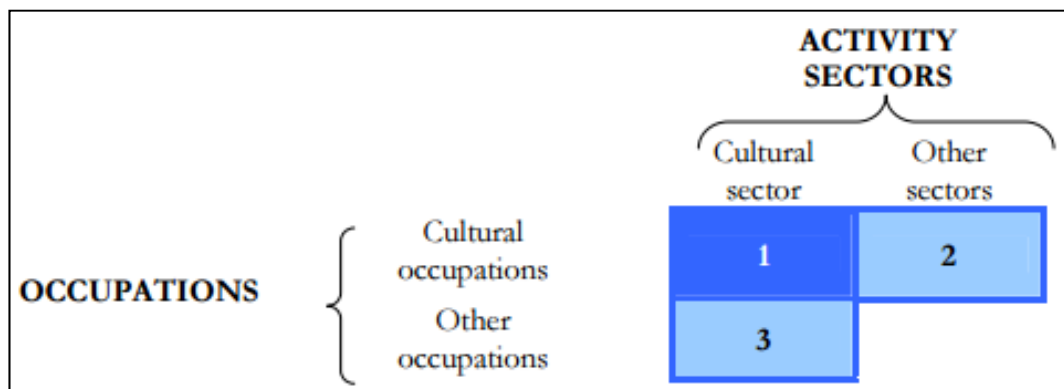 ACTIVITY
SECTORS
Cultural
sector
Other
sectors
OCCUPATIONS
Cultural
occupations
1
2
Other
occupations
3